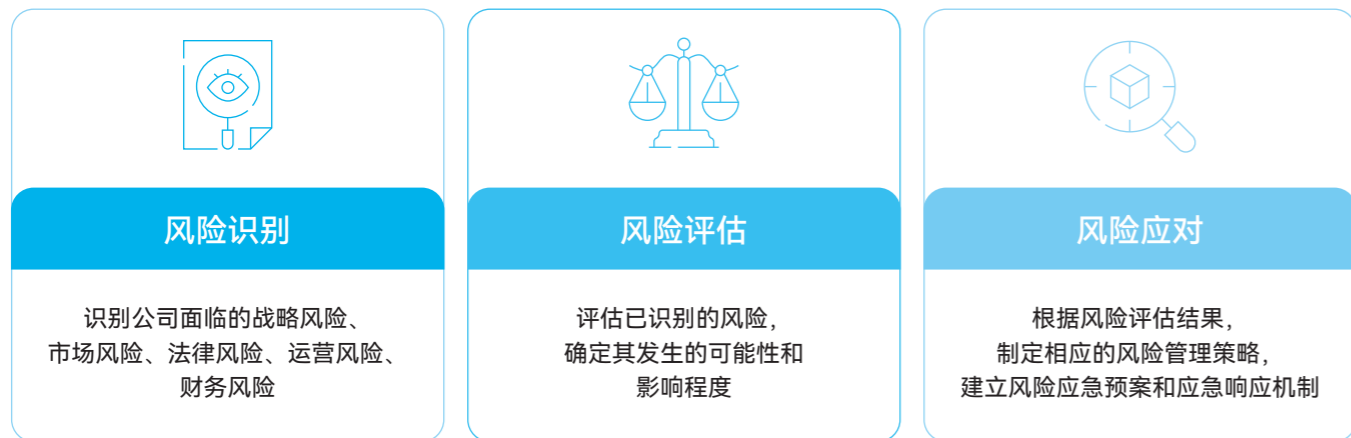 风险识别
识别公司面临的战略风险、
市场风险、法律风险、运营风险、
财务风险
风险评估
评估已识别的风险，
确定其发生的可能性和
影响程度
风险应对
根据风险评估结果，
制定相应的风险管理策略，
建立风险应急预案和应急响应机制